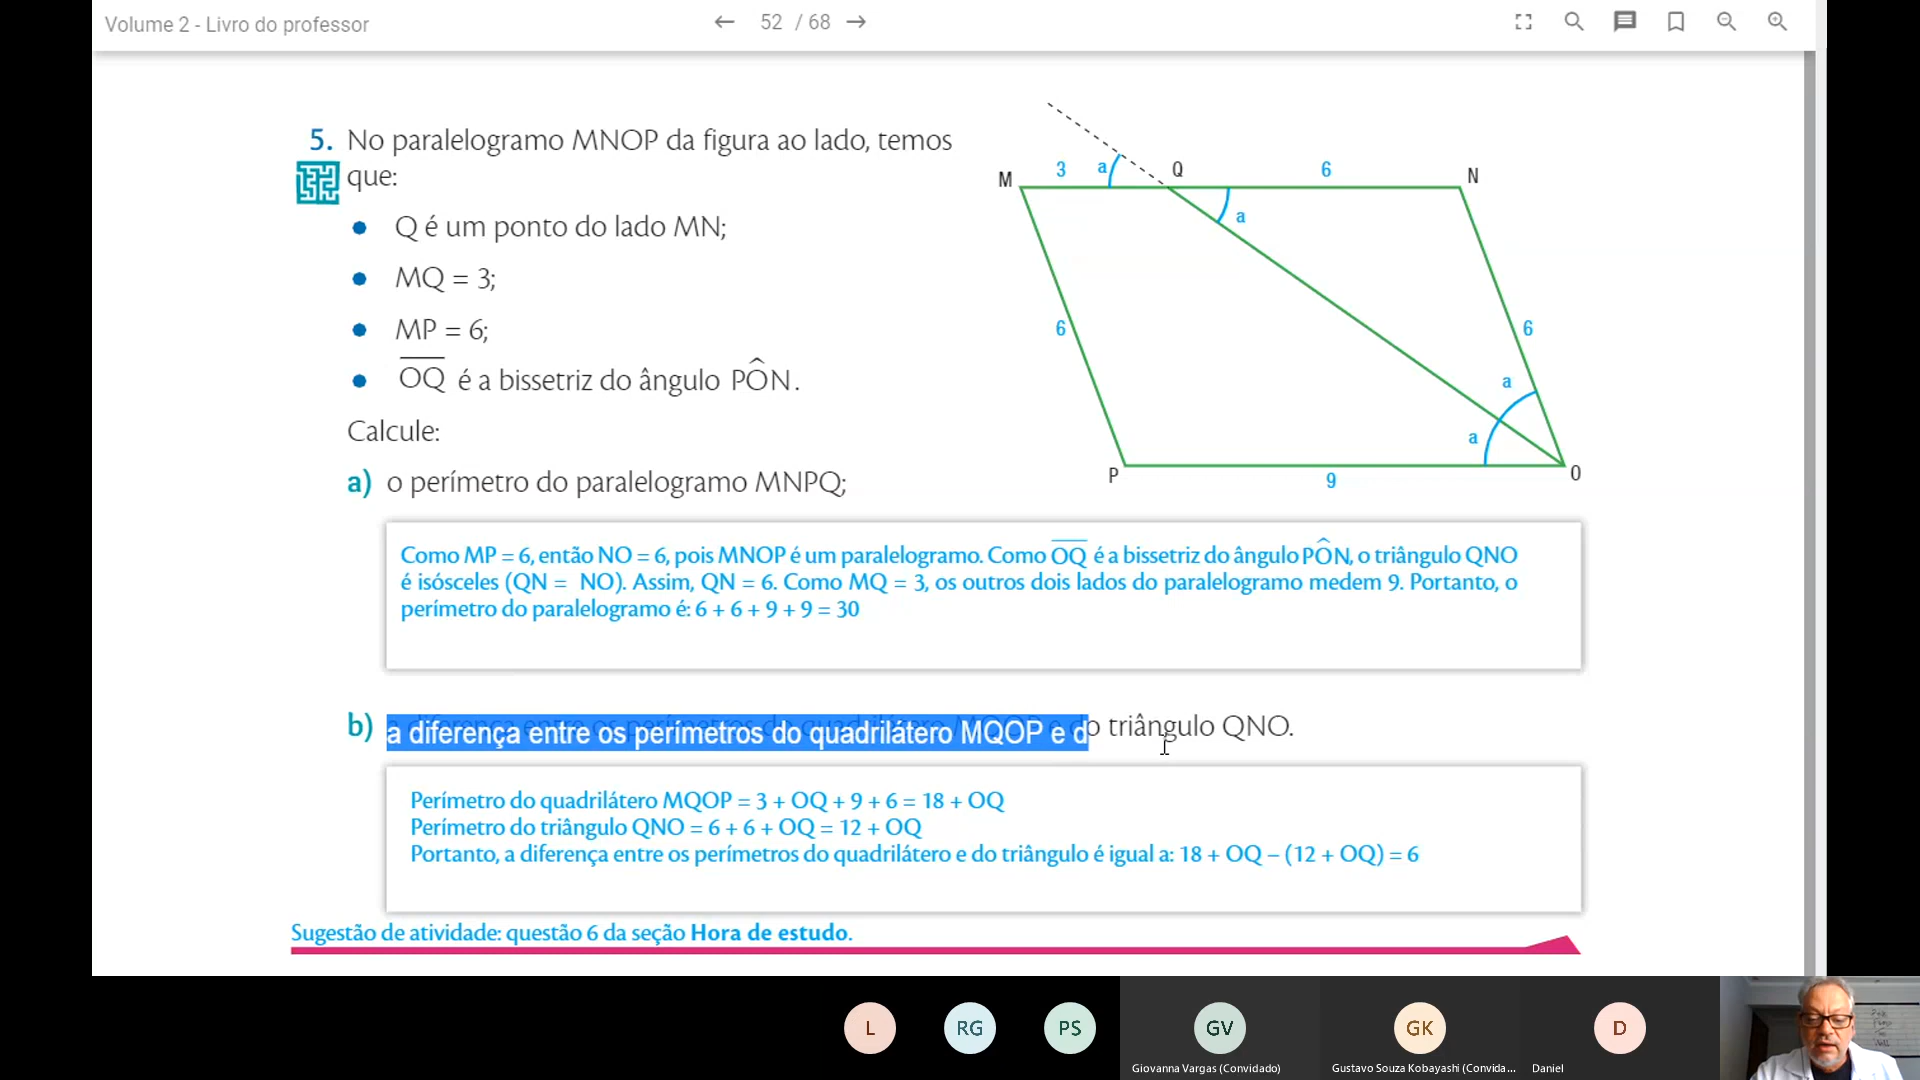 Volume 2 - Livro do professor
52 / 68
5. No paralelogramo MNOP da figura ao lado, temos
que:
• Q é um ponto do lado MN;
• MQ = 3;
• MP = 6;
• OQ é a bissetriz do ângulo PÔN.
Calcule:
a) o perímetro do paralelogramo MNPQ;
M 3 a Q 6 N
a
6 6
a
a
P 9 O
Como MP = 6, então NO = 6, pois MNOP é um paralelogramo. Como OQ é a bissetriz do ângulo PÔN, o triângulo QNO
é isósceles (QN = NO). Assim, QN = 6. Como MQ = 3, os outros dois lados do paralelogramo medem 9. Portanto, o
perímetro do paralelogramo é: 6 + 6 + 9 + 9 = 30
b) a diferença entre os perímetros do quadrilátero MQOP e do triângulo QNO.
Perímetro do quadrilátero MQOP = 3 + OQ + 9 + 6 = 18 + OQ
Perímetro do triângulo QNO = 6 + 6 + OQ = 12 + OQ
Portanto, a diferença entre os perímetros do quadrilátero e do triângulo é igual a: 18 + OQ – (12 + OQ) = 6
Sugestão de atividade: questão 6 da seção Hora de estudo.
L RG PS GV GK D
Giovanna Vargas (Convidado) Gustavo Souza Kobayashi (Convida... Daniel